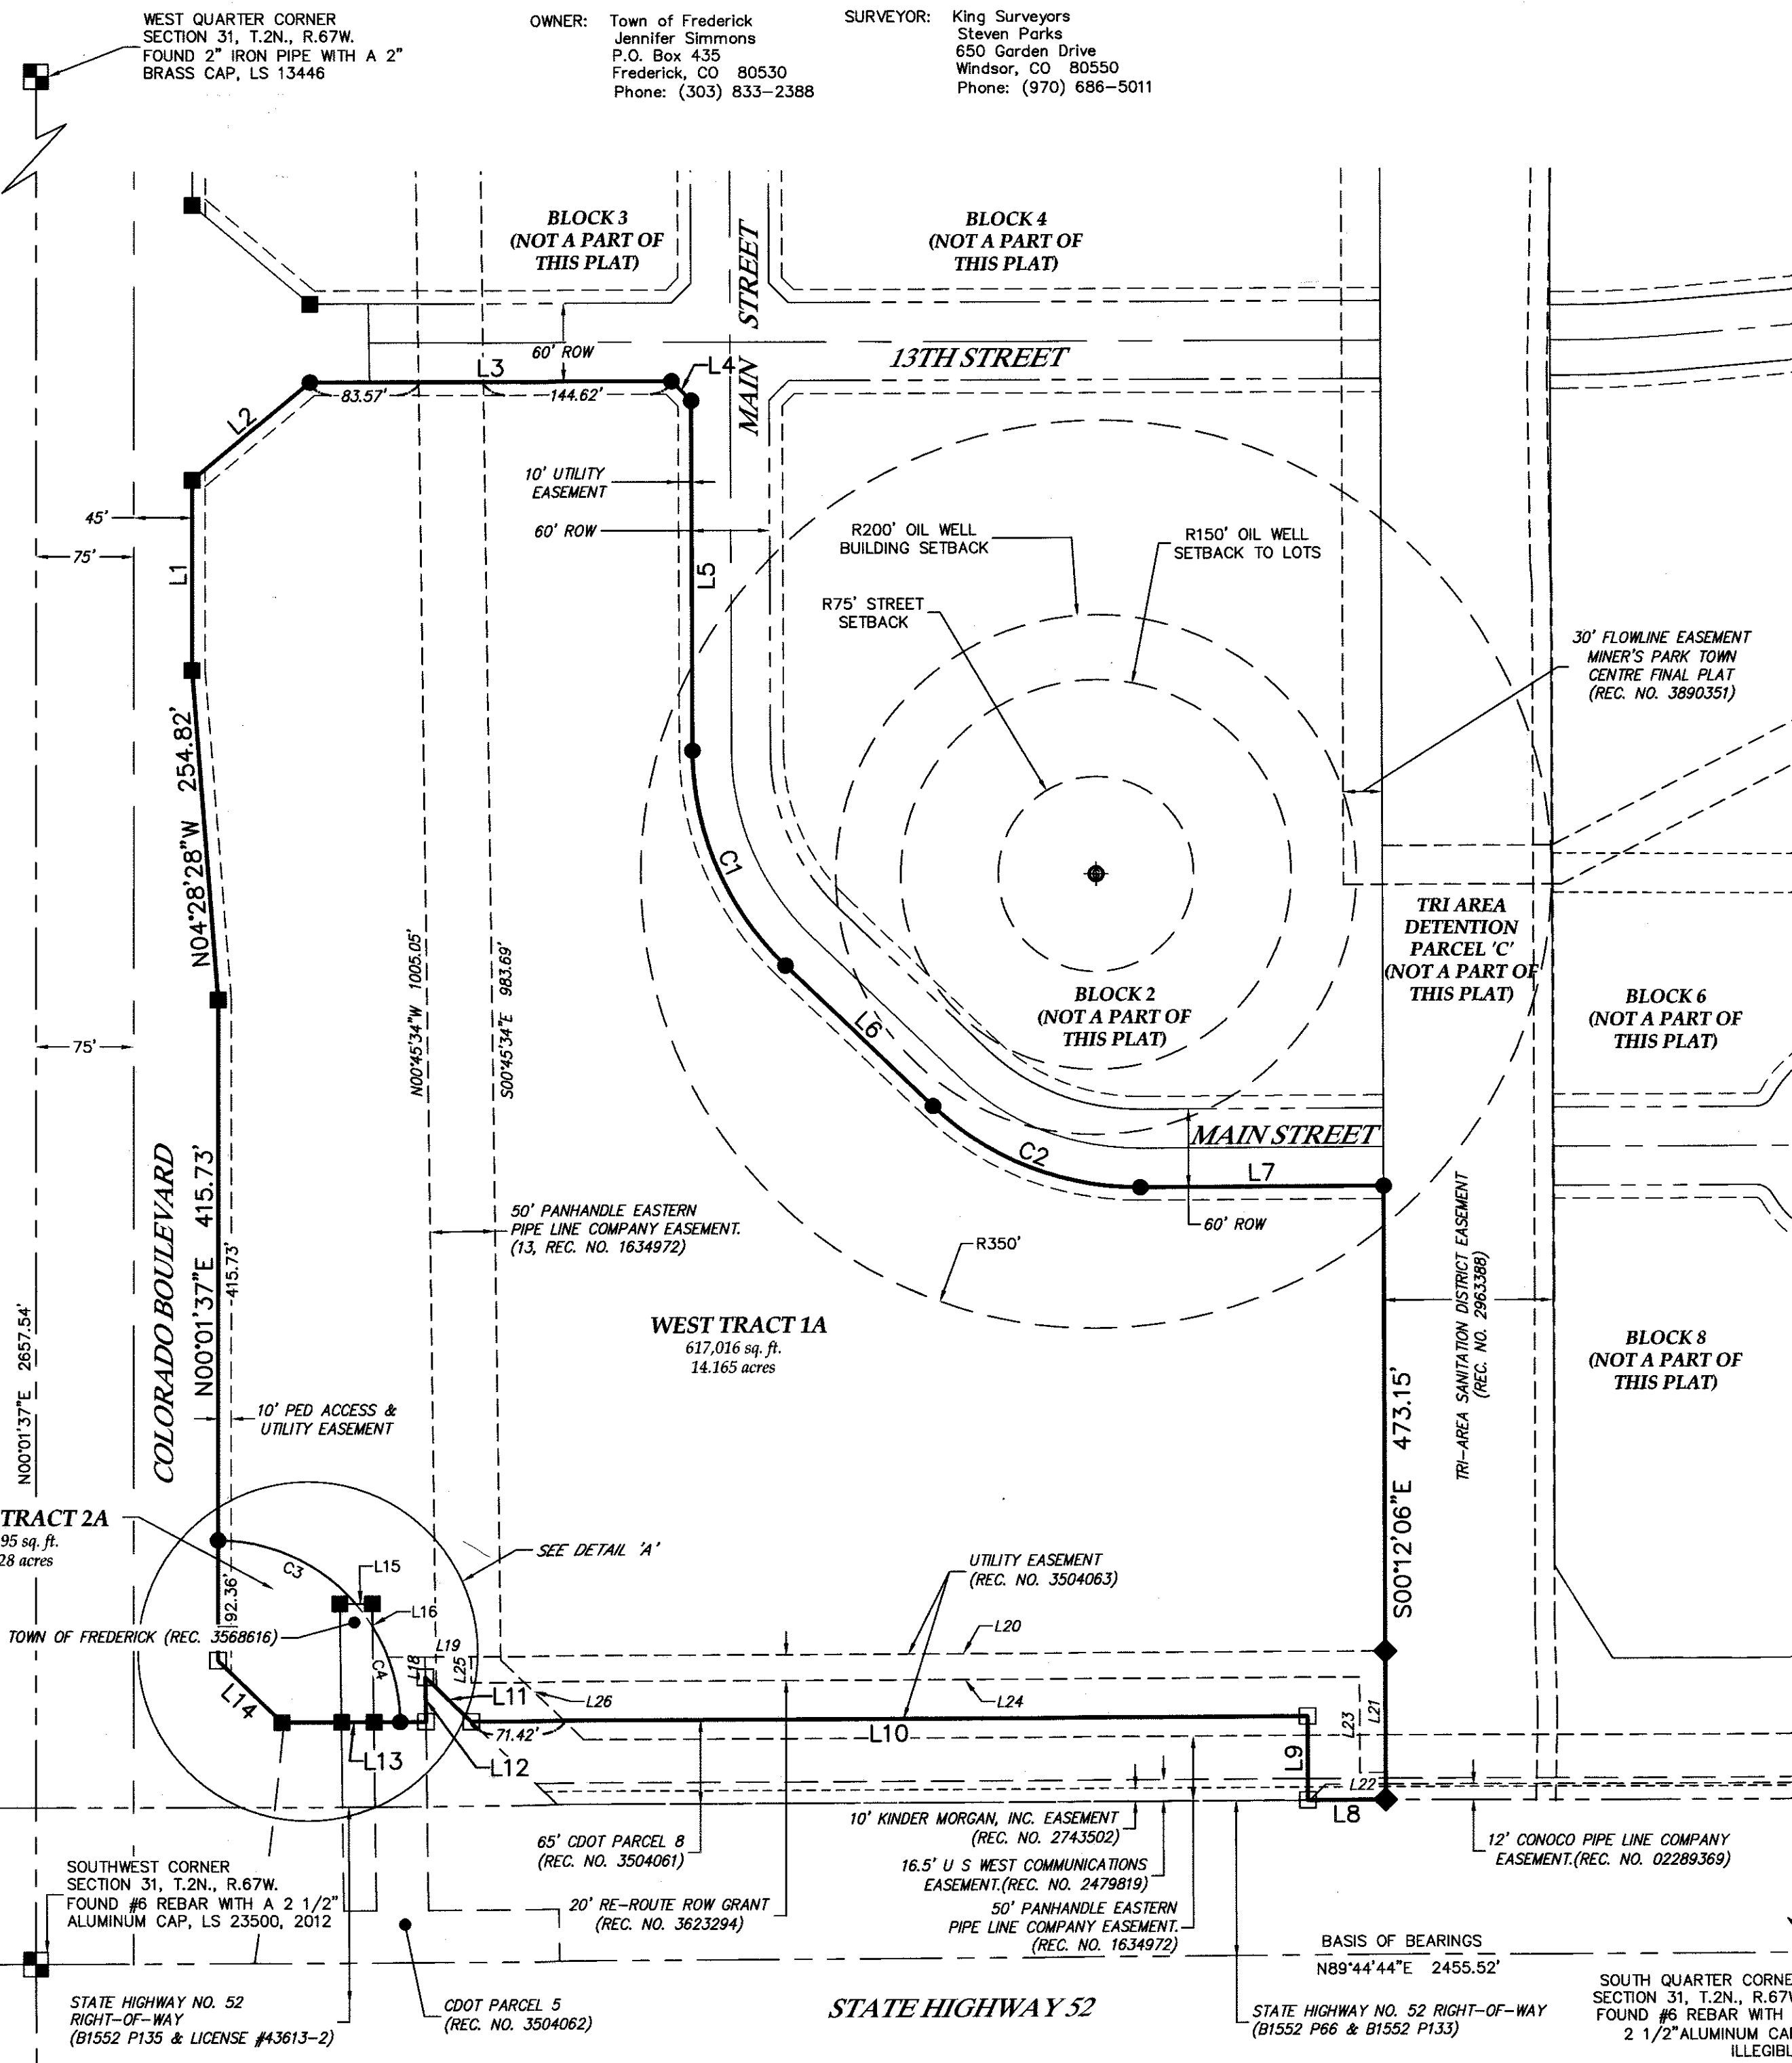 WEST QUARTER CORNER
SECTION 31, T.2N., R.67W.
FOUND 2" IRON PIPE WITH A 2"
BRASS CAP, LS 13446
OWNER: Town of Frederick
Jennifer Simmons
P.O. Box 435
Frederick, CO 80530
Phone: (303) 833-2388
SURVEYOR: King Surveyors
Steven Parks
650 Garden Drive
Windsor, CO 80550
Phone: (970) 686-5011
BLOCK 3
(NOT A PART OF
THIS PLAT)
MAIN STREET
BLOCK 4
(NOT A PART OF
THIS PLAT)
60' ROW
13TH STREET
L3
L4
83.57'
144.62'
L2
10' UTILITY
EASEMENT
45'
60' ROW
75'
L1
L5
R200' OIL WELL
BUILDING SETBACK
R150' OIL WELL
SETBACK TO LOTS
R75' STREET
SETBACK
30' FLOWLINE EASEMENT
MINER'S PARK TOWN
CENTRE FINAL PLAT
(REC. NO. 3890351)
N04°28'28"W 254.82'
C1
TRI AREA
DETENTION
PARCEL 'C'
(NOT A PART OF
THIS PLAT)
N00°45'34"W 1005.05'
S00°45'34"E 983.69'
BLOCK 2
(NOT A PART OF
THIS PLAT)
BLOCK 6
(NOT A PART OF
THIS PLAT)
75'
L6
MAIN STREET
C2
L7
60' ROW
COLORADO BOULEVARD
N00°01'37"E 415.73'
415.73'
50' PANHANDLE EASTERN
PIPE LINE COMPANY EASEMENT.
(13, REC. NO. 1634972)
R350'
TRI-AREA SANITATION DISTRICT EASEMENT
(REC. NO. 2963388)
N00°01'37"E 2657.54'
WEST TRACT 1A
617,016 sq. ft.
14.165 acres
BLOCK 8
(NOT A PART OF
THIS PLAT)
10' PED ACCESS &
UTILITY EASEMENT
S00°12'06"E 473.15'
TRACT 2A
95 sq. ft.
28 acres
SEE DETAIL 'A'
C3
L15
UTILITY EASEMENT
(REC. NO. 3504063)
92.36'
L16
TOWN OF FREDERICK (REC. 3568616)
L20
L19
L18
L25
C4
L14
L11
L26
L24
L23
L21
71.42'
L10
L13
L12
L9
L22
L8
10' KINDER MORGAN, INC. EASEMENT
(REC. NO. 2743502)
65' CDOT PARCEL 8
(REC. NO. 3504061)
12' CONOCO PIPE LINE COMPANY
EASEMENT.(REC. NO. 02289369)
SOUTHWEST CORNER
SECTION 31, T.2N., R.67W.
FOUND #6 REBAR WITH A 2 1/2"
ALUMINUM CAP, LS 23500, 2012
16.5' U S WEST COMMUNICATIONS
EASEMENT.(REC. NO. 2479819)
20' RE-ROUTE ROW GRANT
(REC. NO. 3623294)
50' PANHANDLE EASTERN
PIPE LINE COMPANY EASEMENT.
(REC. NO. 1634972)
BASIS OF BEARINGS
N89°44'44"E 2455.52'
STATE HIGHWAY NO. 52
RIGHT-OF-WAY
(B1552 P135 & LICENSE #43613-2)
CDOT PARCEL 5
(REC. NO. 3504062)
STATE HIGHWAY 52
STATE HIGHWAY NO. 52 RIGHT-OF-WAY
(B1552 P66 & B1552 P133)
SOUTH QUARTER CORNE
SECTION 31, T.2N., R.67W
FOUND #6 REBAR WITH
2 1/2"ALUMINUM CAP
ILLEGIBL